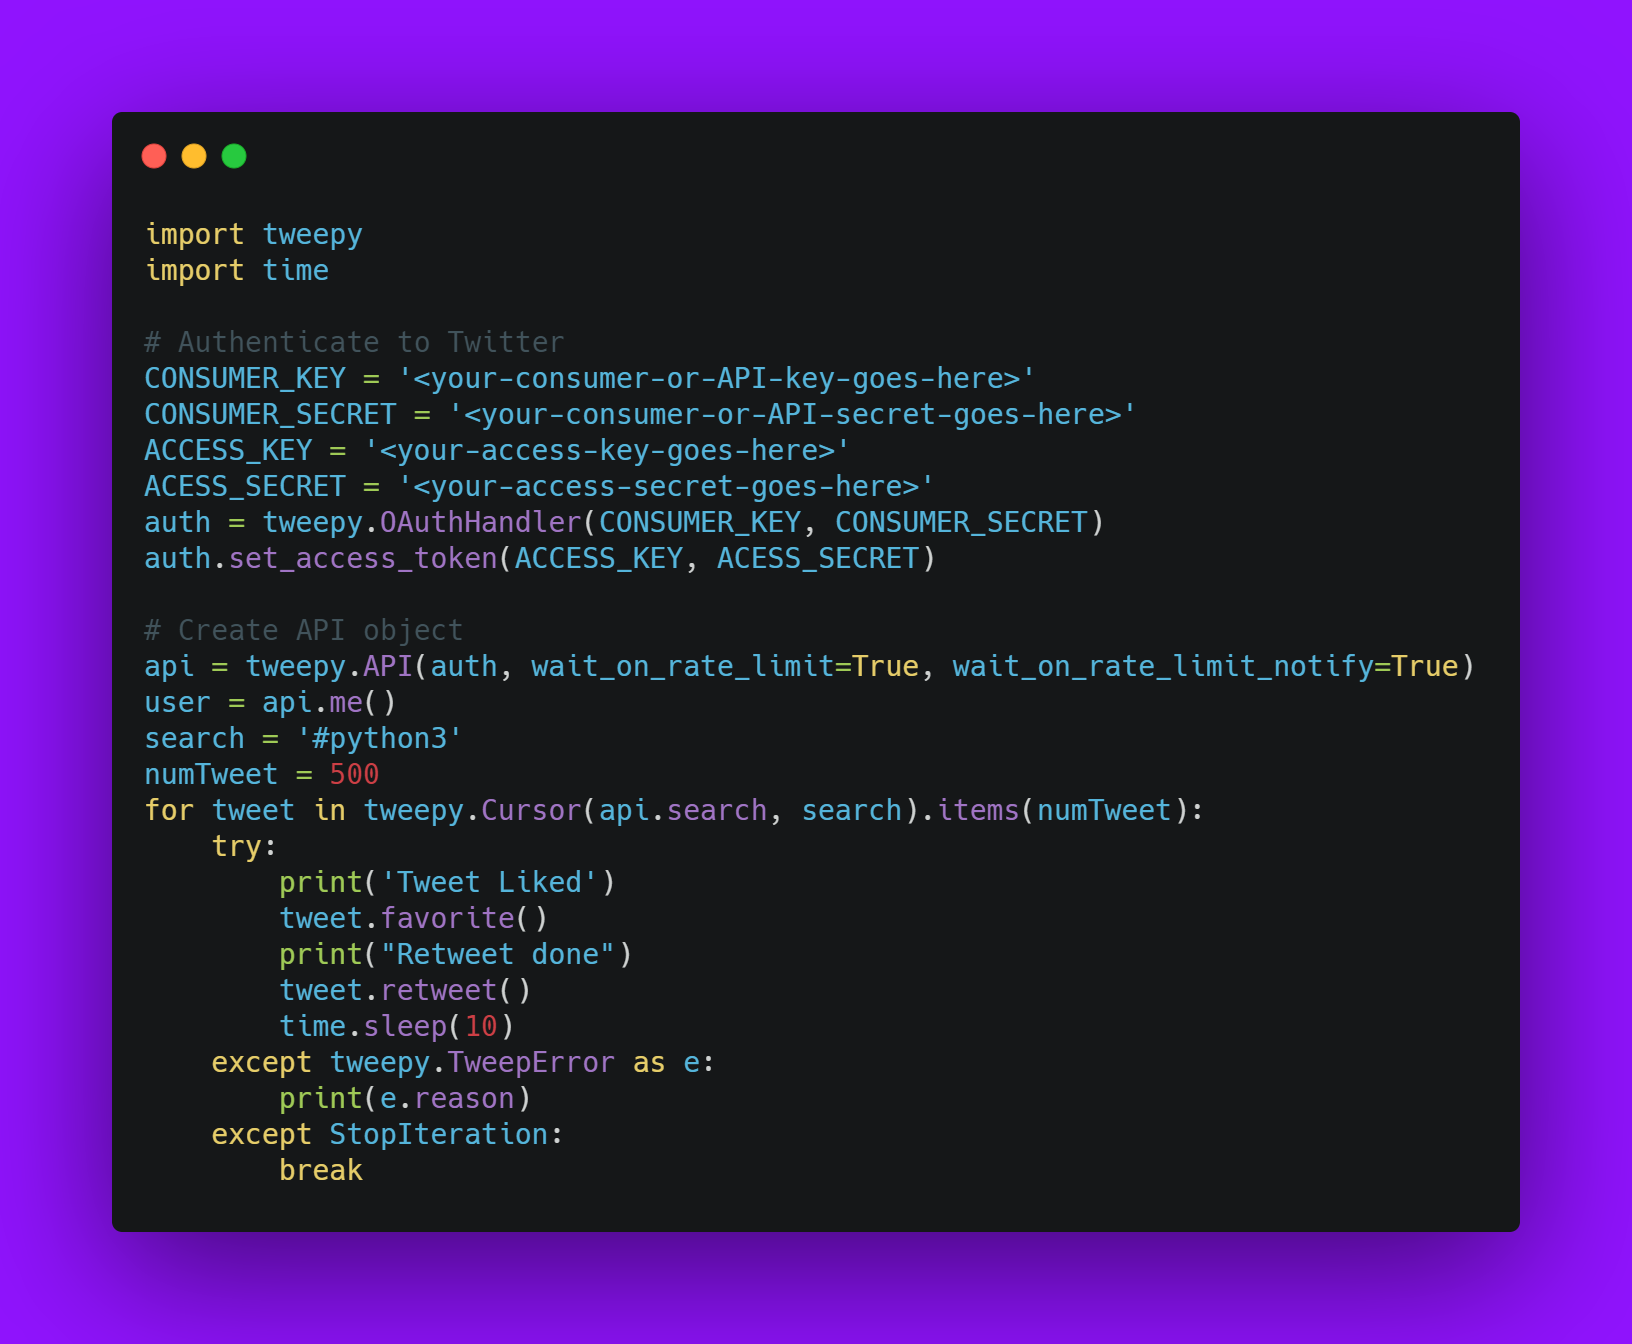 import tweepy
import time

# Authenticate to Twitter
CONSUMER_KEY = '<your-consumer-or-API-key-goes-here>'
CONSUMER_SECRET = '<your-consumer-or-API-secret-goes-here>'
ACCESS_KEY = '<your-access-key-goes-here>'
ACESS_SECRET = '<your-access-secret-goes-here>'
auth = tweepy.OAuthHandler(CONSUMER_KEY, CONSUMER_SECRET)
auth.set_access_token(ACCESS_KEY, ACESS_SECRET)

# Create API object
api = tweepy.API(auth, wait_on_rate_limit=True, wait_on_rate_limit_notify=True)
user = api.me()
search = '#python3'
numTweet = 500
for tweet in tweepy.Cursor(api.search, search).items(numTweet):
    try:
        print('Tweet Liked')
        tweet.favorite()
        print("Retweet done")
        tweet.retweet()
        time.sleep(10)
    except tweepy.TweepError as e:
        print(e.reason)
    except StopIteration:
        break